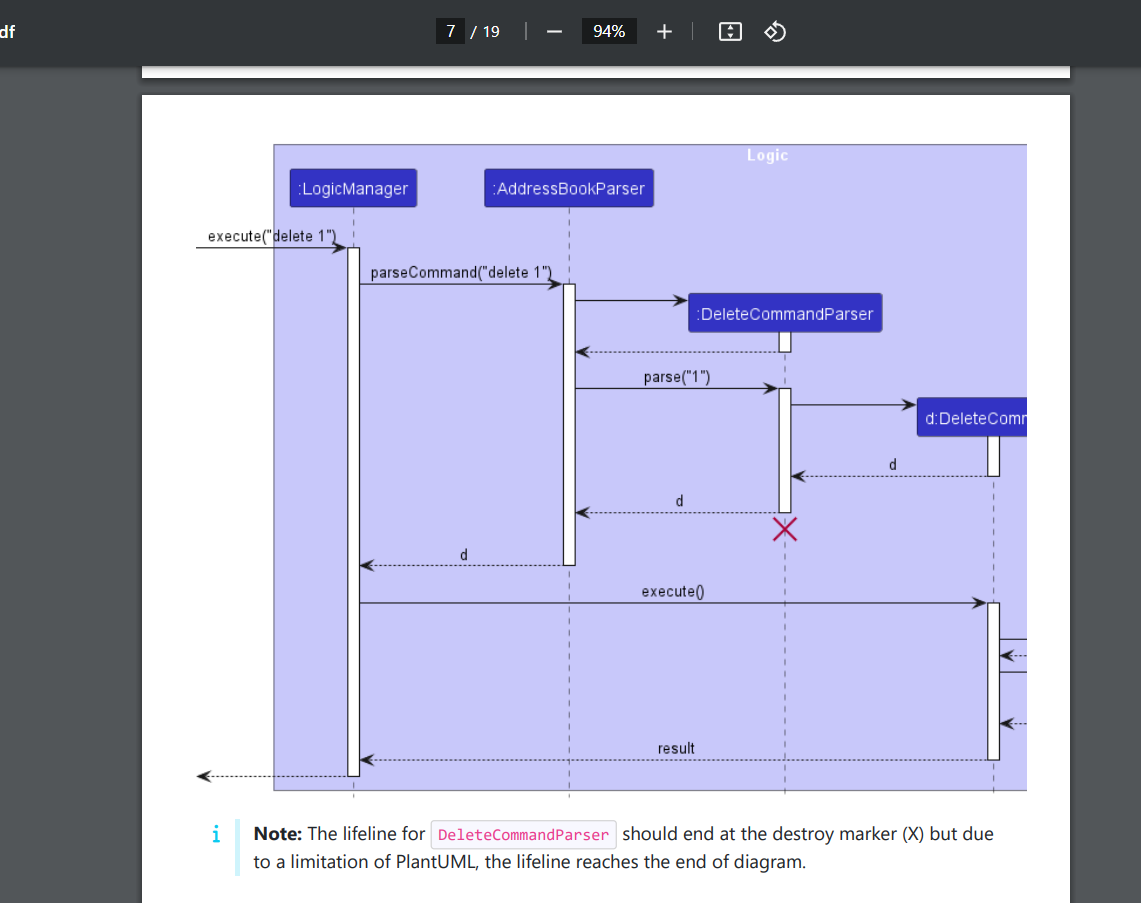 df
7 / 19
94%
Logic
:LogicManager
:AddressBookParser
execute("delete 1")
parseCommand("delete 1")
:DeleteCommandParser
parse("1")
d:DeleteComm
d
d
d
execute()
result
i
Note: The lifeline for DeleteCommandParser should end at the destroy marker (X) but due
to a limitation of PlantUML, the lifeline reaches the end of diagram.